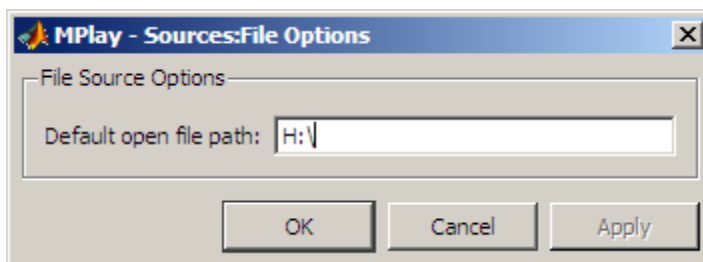 MPlay - Sources:File Options
File Source Options
Default open file path: H:\
OK Cancel Apply